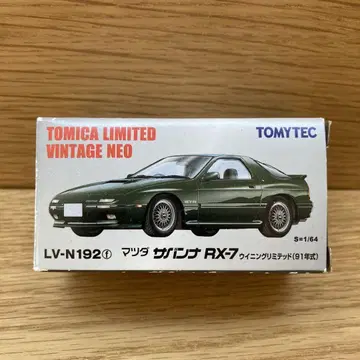 TOMICA LIMITED
VINTAGE NEO
TOMYTEC
S=1/64
LV-N192ⓕ マツダ サバンナ RX-7 ウイニングリミテッド(91年式)